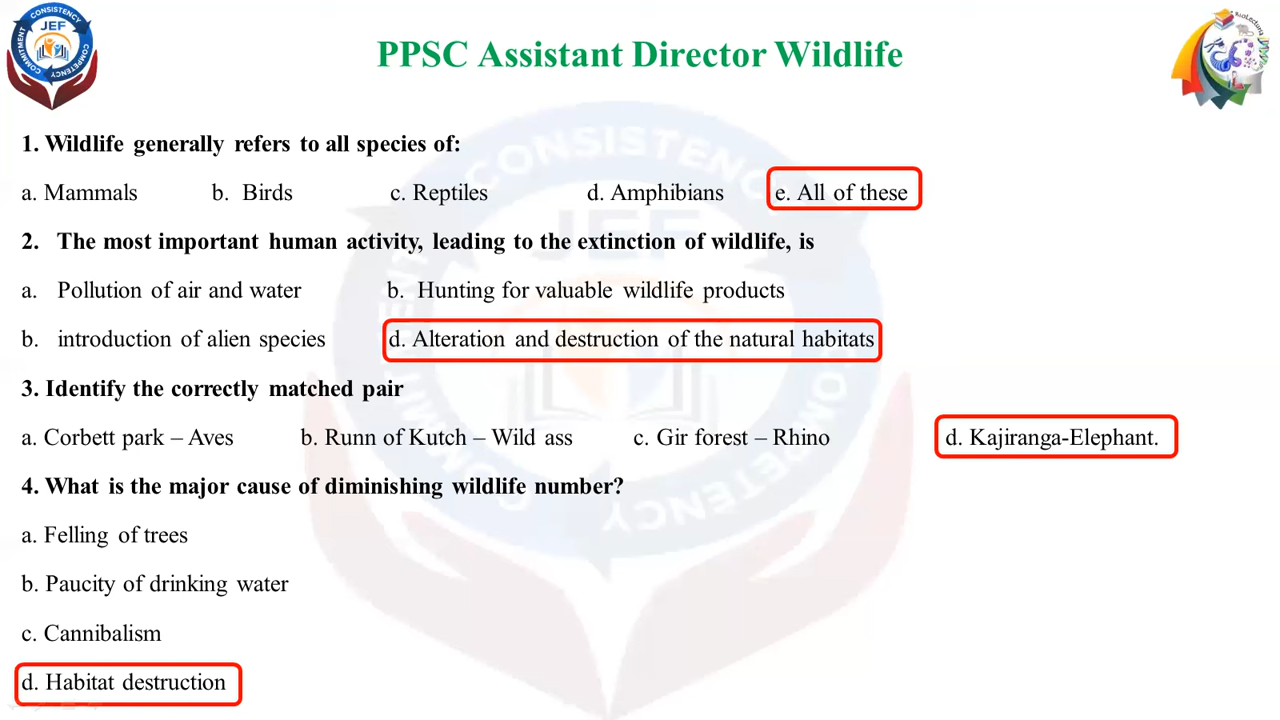 CONSISTENCY
JEF
COMMITMENT
COMPETENCY
PPSC Assistant Director Wildlife
1. Wildlife generally refers to all species of:
a. Mammals b. Birds c. Reptiles d. Amphibians e. All of these
2. The most important human activity, leading to the extinction of wildlife, is
a. Pollution of air and water b. Hunting for valuable wildlife products
b. introduction of alien species d. Alteration and destruction of the natural habitats
3. Identify the correctly matched pair
a. Corbett park – Aves b. Runn of Kutch – Wild ass c. Gir forest – Rhino d. Kajiranga-Elephant.
4. What is the major cause of diminishing wildlife number?
a. Felling of trees
b. Paucity of drinking water
c. Cannibalism
d. Habitat destruction